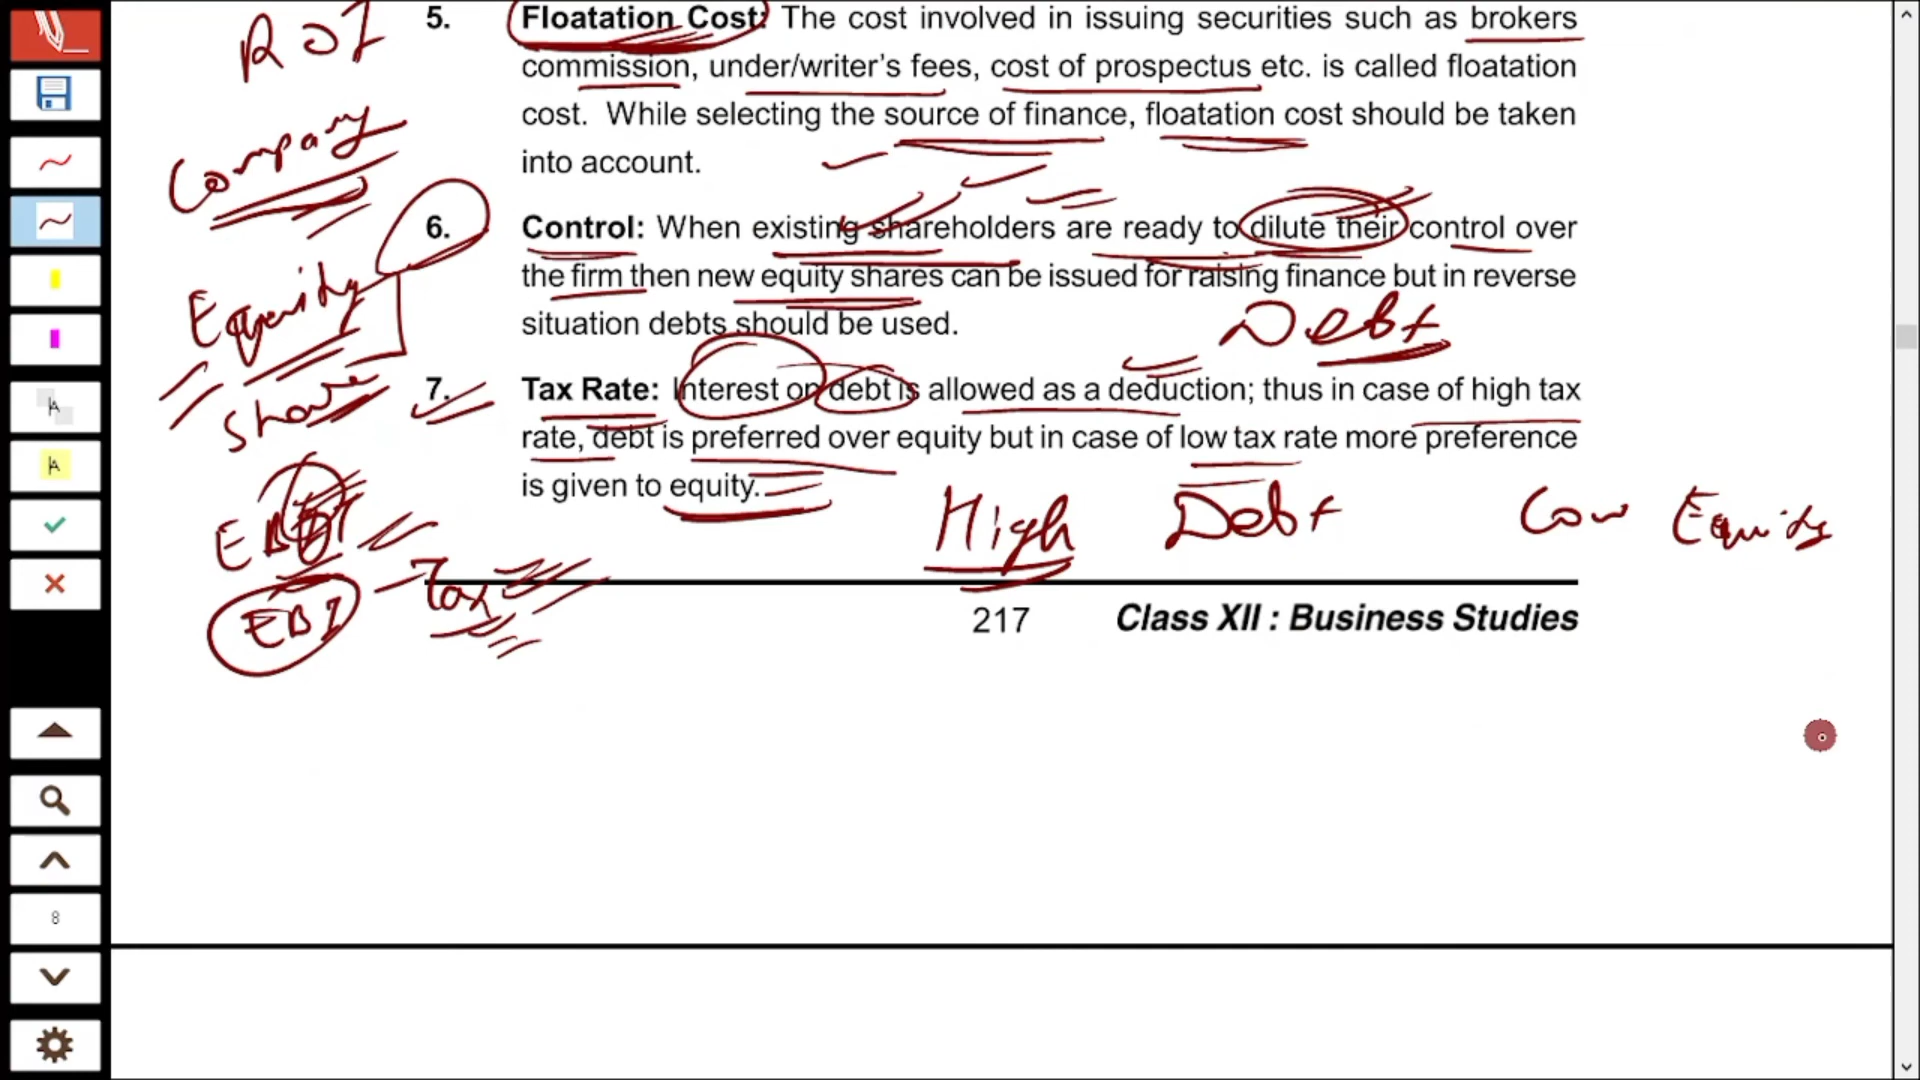 ROI
5. Floatation Cost: The cost involved in issuing securities such as brokers
commission, under/writer's fees, cost of prospectus etc. is called floatation
cost. While selecting the source of finance, floatation cost should be taken
into account.
Company
6. Control: When existing shareholders are ready to dilute their control over
the firm then new equity shares can be issued for raising finance but in reverse
situation debts should be used.
Equity
Debt
Share
7. Tax Rate: Interest on debt is allowed as a deduction; thus in case of high tax
rate, debt is preferred over equity but in case of low tax rate more preference
is given to equity.
High Debt Low Equity
EBIT
EBI - Tax
217 Class XII : Business Studies
8